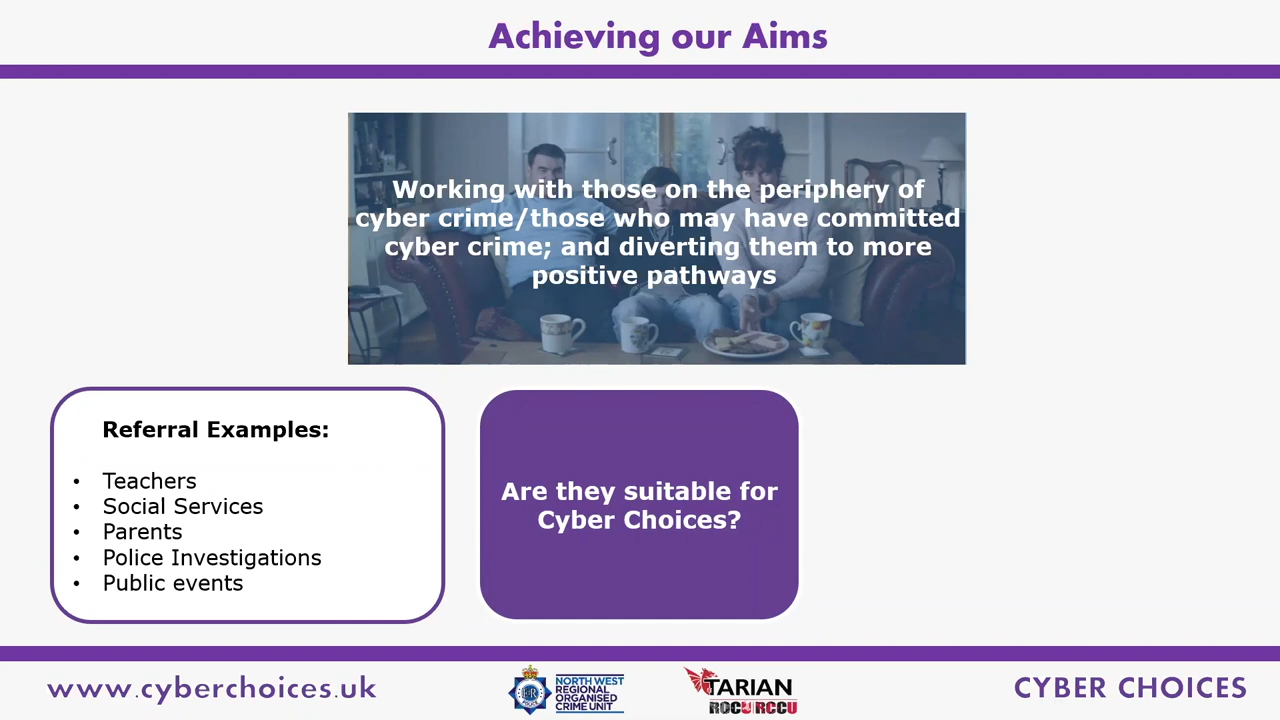 Achieving our Aims
Working with those on the periphery of
cyber crime/those who may have committed
cyber crime; and diverting them to more
positive pathways
Referral Examples:
• Teachers
• Social Services
• Parents
• Police Investigations
• Public events
Are they suitable for
Cyber Choices?
www.cyberchoices.uk
NORTH WEST
REGIONAL
ORGANISED
CRIME UNIT
TARIAN
ROCU RCCU
CYBER CHOICES